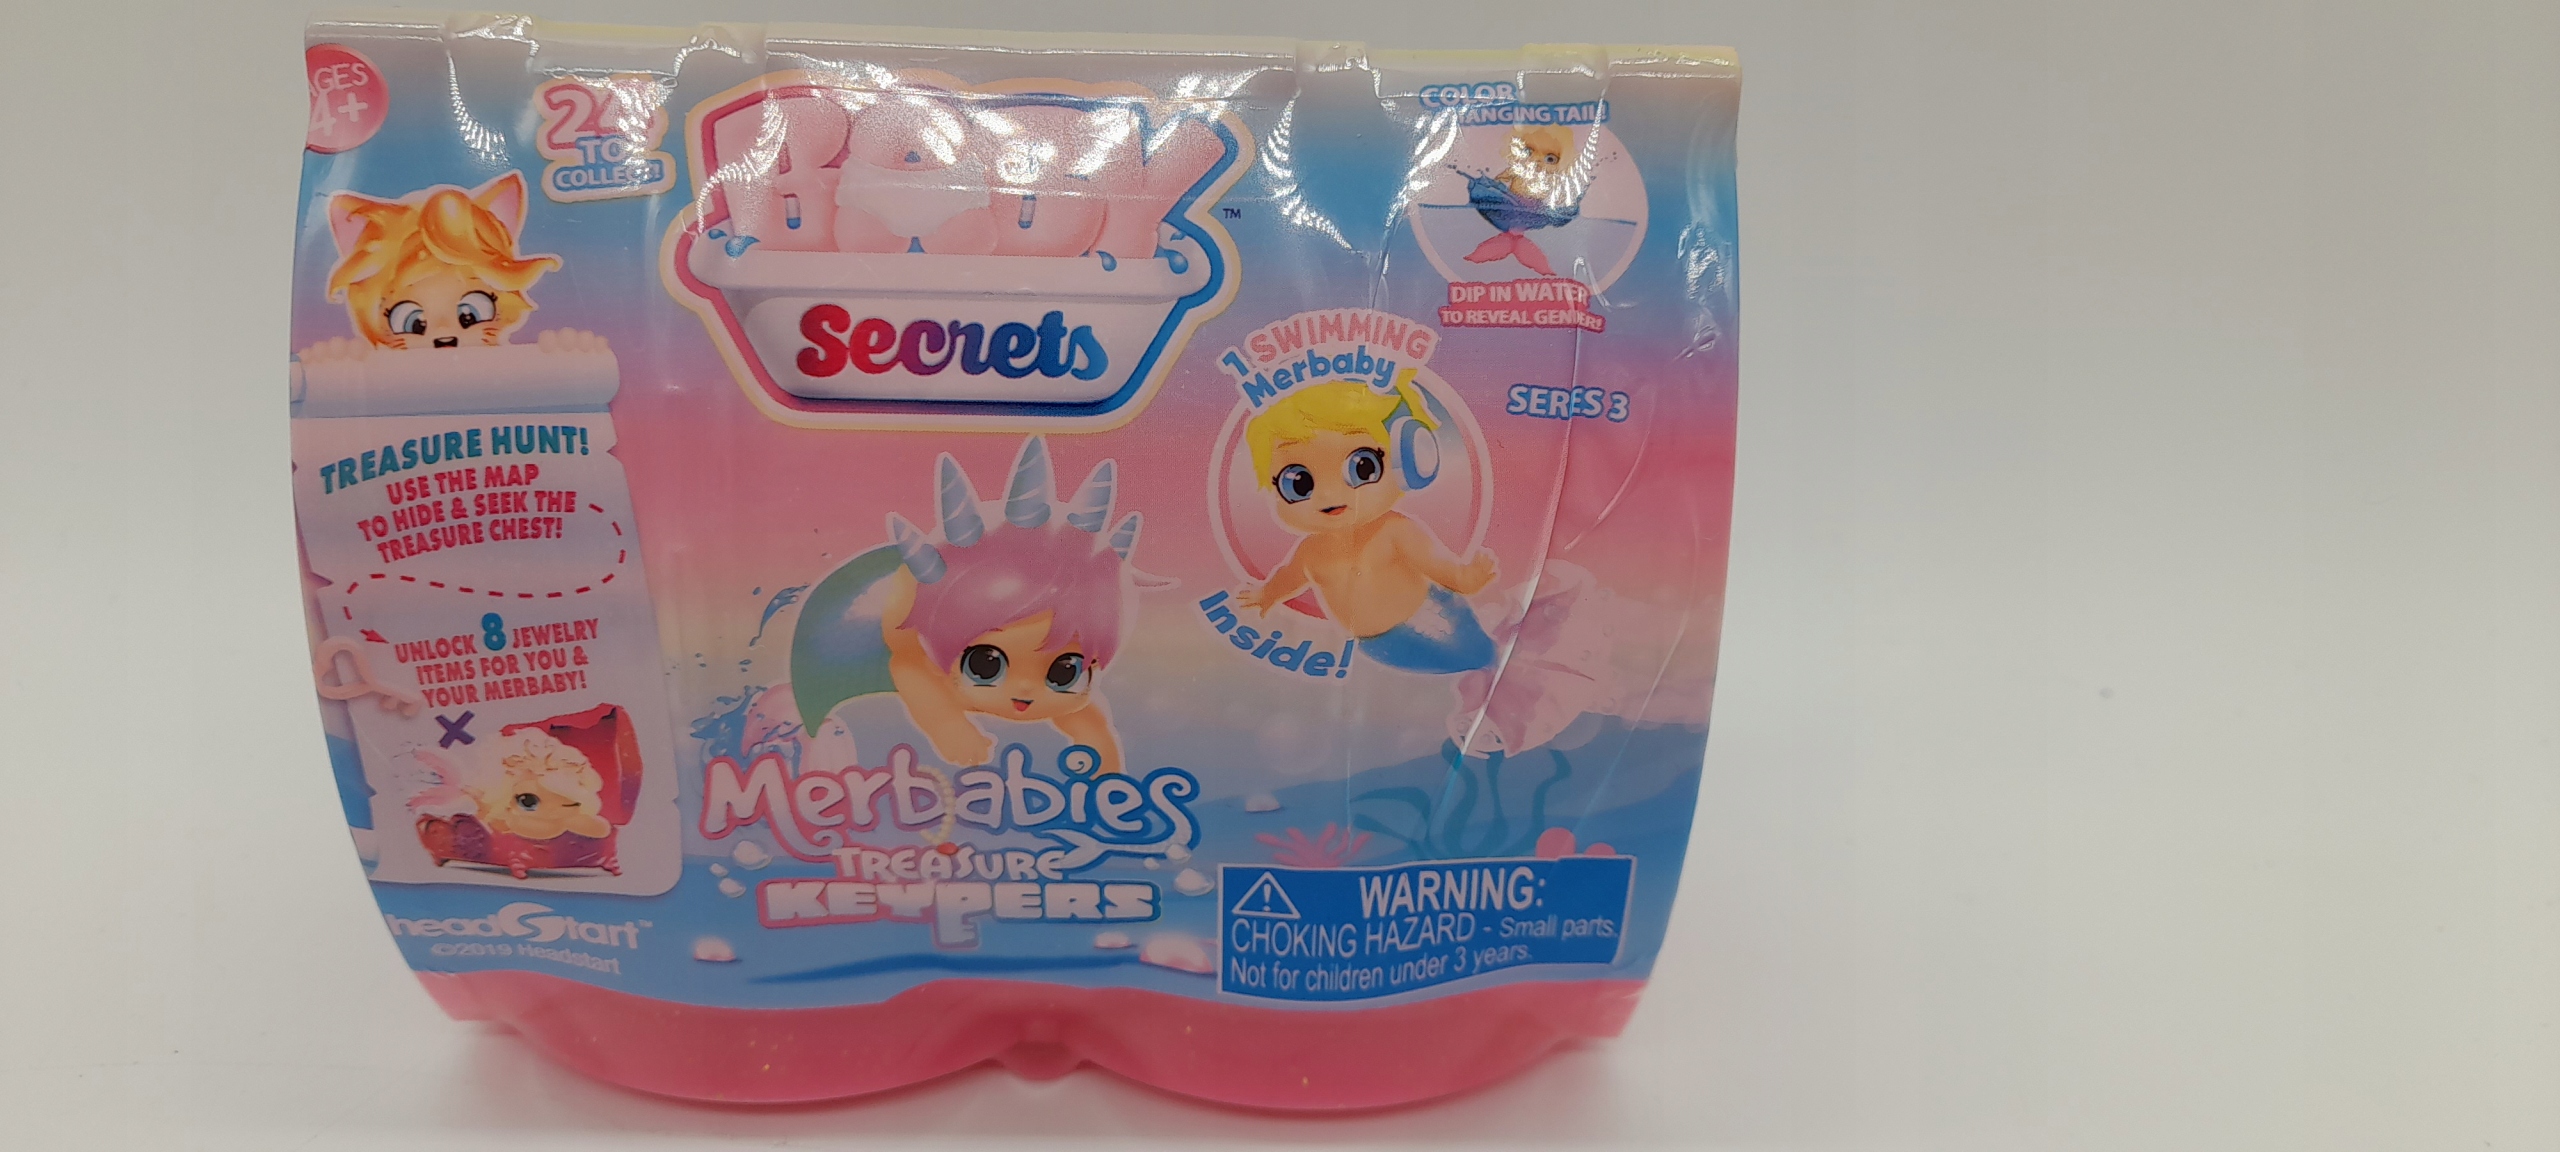 AGES
4+
24
TO
COLLECT!
BABY
Secrets
™
COLOR
CHANGING TAIL!
DIP IN WATER
TO REVEAL GENDER!
1 SWIMMING
Merbaby
Inside!
SERIES 3
TREASURE HUNT!
USE THE MAP
TO HIDE & SEEK THE
TREASURE CHEST!
UNLOCK 8 JEWELRY
ITEMS FOR YOU &
YOUR MERBABY!
X
Merbabies
TREASURE
KEYPERS
E
headStart™
©2019 Headstart
WARNING:
CHOKING HAZARD - Small parts.
Not for children under 3 years.